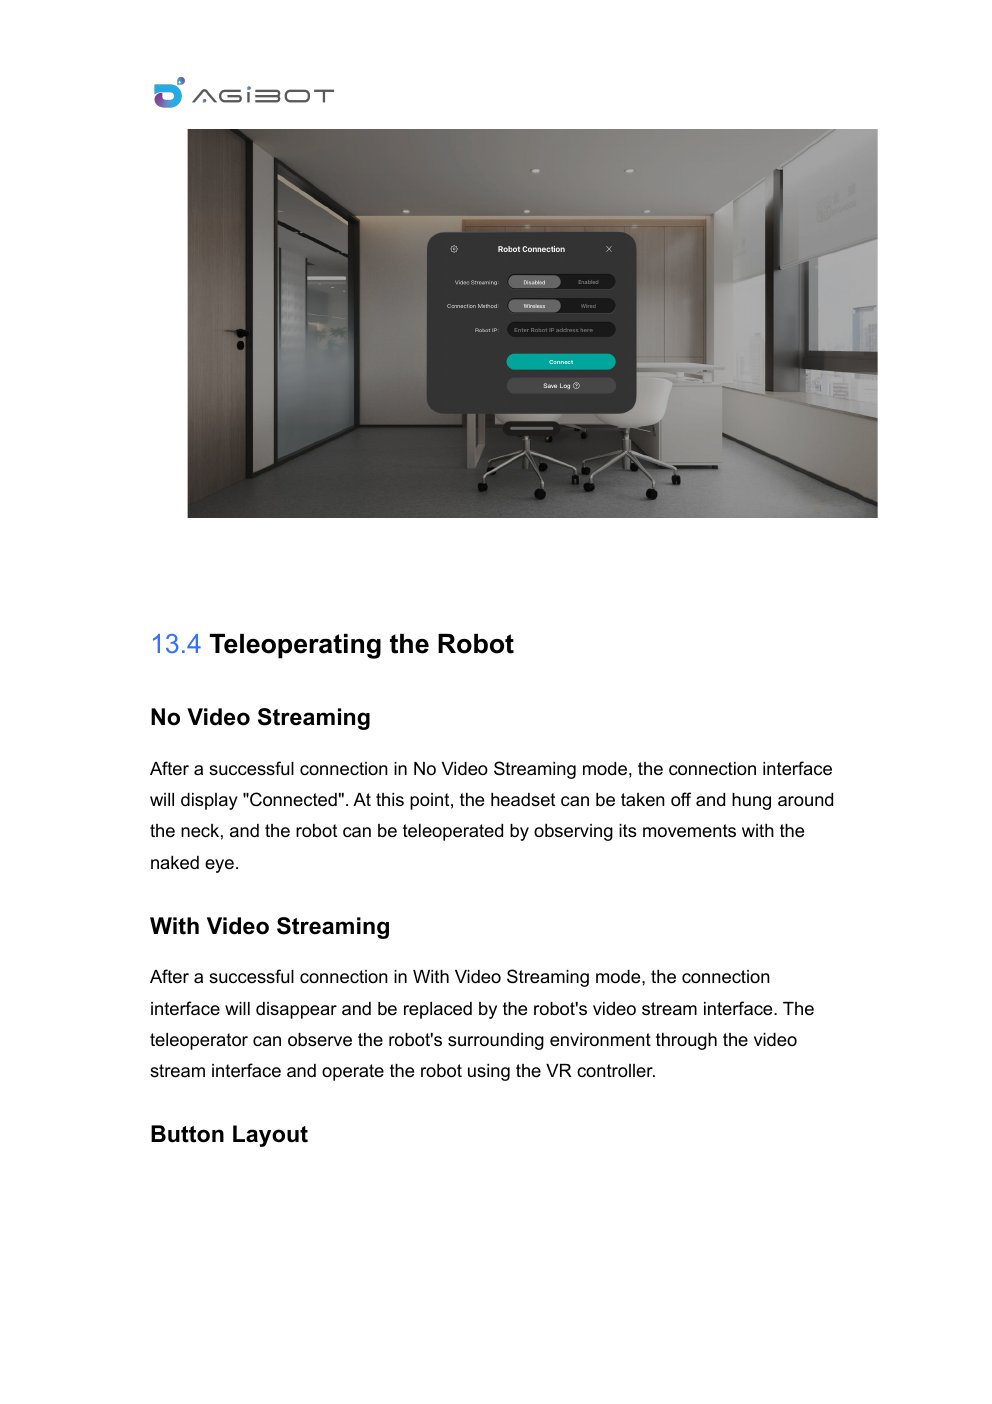 AGIBOT
Robot Connection
Video Streaming: Disabled Enabled
Connection Method: Wireless Wired
Robot IP: Enter Robot IP address here
Connect
Save Log
13.4 Teleoperating the Robot
No Video Streaming
After a successful connection in No Video Streaming mode, the connection interface
will display "Connected". At this point, the headset can be taken off and hung around
the neck, and the robot can be teleoperated by observing its movements with the
naked eye.
With Video Streaming
After a successful connection in With Video Streaming mode, the connection
interface will disappear and be replaced by the robot's video stream interface. The
teleoperator can observe the robot's surrounding environment through the video
stream interface and operate the robot using the VR controller.
Button Layout